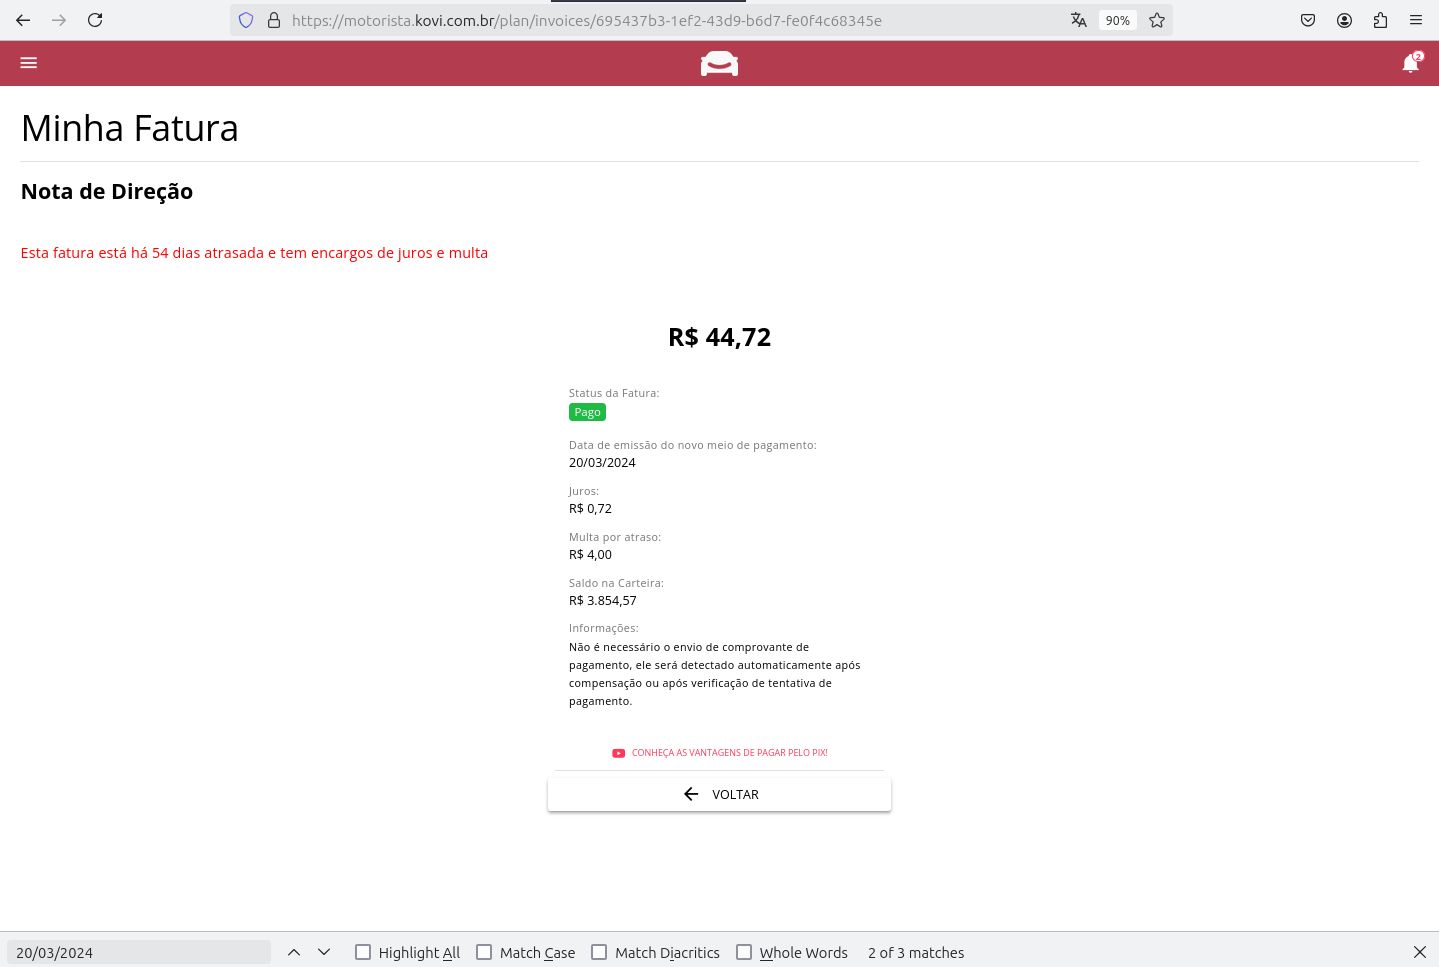 https://motorista.kovi.com.br/plan/invoices/695437b3-1ef2-43d9-b6d7-fe0f4c68345e
90%
2
Minha Fatura
Nota de Direção
Esta fatura está há 54 dias atrasada e tem encargos de juros e multa
R$ 44,72
Status da Fatura:
Pago
Data de emissão do novo meio de pagamento:
20/03/2024
Juros:
R$ 0,72
Multa por atraso:
R$ 4,00
Saldo na Carteira:
R$ 3.854,57
Informações:
Não é necessário o envio de comprovante de
pagamento, ele será detectado automaticamente após
compensação ou após verificação de tentativa de
pagamento.
CONHEÇA AS VANTAGENS DE PAGAR PELO PIX!
VOLTAR
20/03/2024 Highlight All Match Case Match Diacritics Whole Words 2 of 3 matches